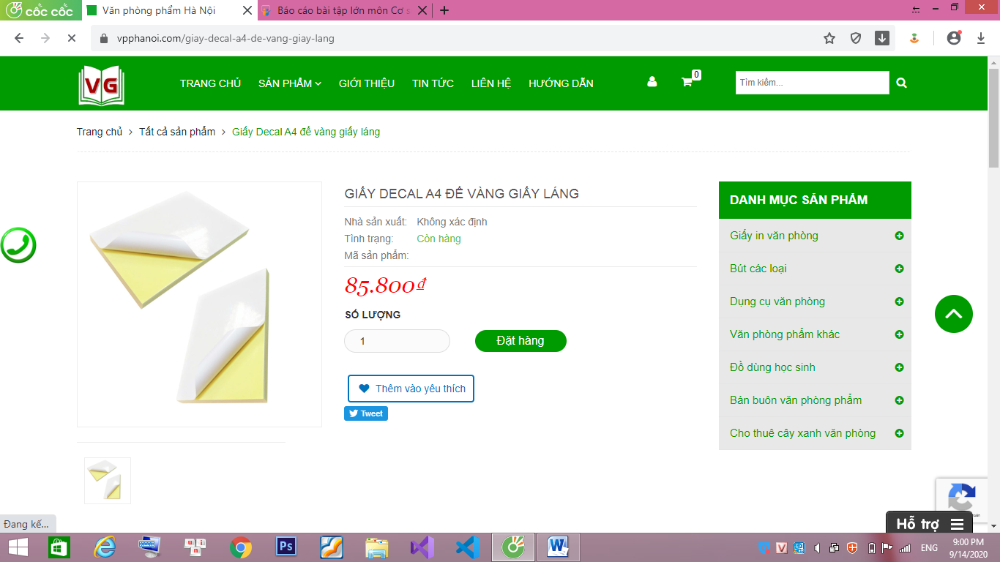 cốc cốc
Văn phòng phẩm Hà Nội
Báo cáo bài tập lớn môn Cơ s
vpphanoi.com/giay-decal-a4-de-vang-giay-lang
VG
TRANG CHỦ SẢN PHẨM GIỚI THIỆU TIN TỨC LIÊN HỆ HƯỚNG DẪN
0
Tìm kiếm...
Trang chủ > Tất cả sản phẩm > Giấy Decal A4 đế vàng giấy láng
GIẤY DECAL A4 ĐẾ VÀNG GIẤY LÁNG
Nhà sản xuất: Không xác định
Tình trạng: Còn hàng
Mã sản phẩm:
85.800₫
SỐ LƯỢNG
1
Đặt hàng
Thêm vào yêu thích
Tweet
DANH MỤC SẢN PHẨM
Giấy in văn phòng
Bút các loại
Dụng cụ văn phòng
Văn phòng phẩm khác
Đồ dùng học sinh
Bán buôn văn phòng phẩm
Cho thuê cây xanh văn phòng
Hỗ trợ
Đang kế...
Ps
ENG
9:00 PM
9/14/2020